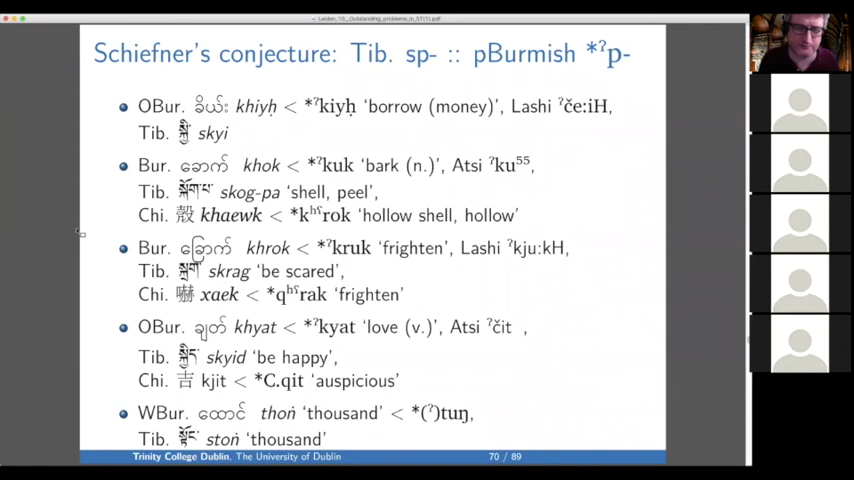 Leiden_10__Outstanding_problems_in_ST(1).pdf
Schiefner's conjecture: Tib. sp- :: pBurmish *ˀp-
OBur. ခိယ်း khiyḥ < *ˀkiyḥ ‘borrow (money)’, Lashi ˀče:iH,
Tib. སྐྱི skyi
Bur. ခေါက် khok < *ˀkuk ‘bark (n.)’, Atsi ˀku⁵⁵,
Tib. སྐོག་པ skog-pa ‘shell, peel’,
Chi. 殼 khaewk < *kʰˤrok ‘hollow shell, hollow’
Bur. ခြောက် khrok < *ˀkruk ‘frighten’, Lashi ˀkju:kH,
Tib. སྐྲག skrag ‘be scared’,
Chi. 嚇 xaek < *qʰˤrak ‘frighten’
OBur. ချတ် khyat < *ˀkyat ‘love (v.)’, Atsi ˀčit ,
Tib. སྐྱིད skyid ‘be happy’,
Chi. 吉 kjit < *C.qit ‘auspicious’
WBur. ထောင် thoṅ ‘thousand’ < *(ˀ)tuŋ,
Tib. སྟོང stoṅ ‘thousand’
Trinity College Dublin, The University of Dublin 70 / 89